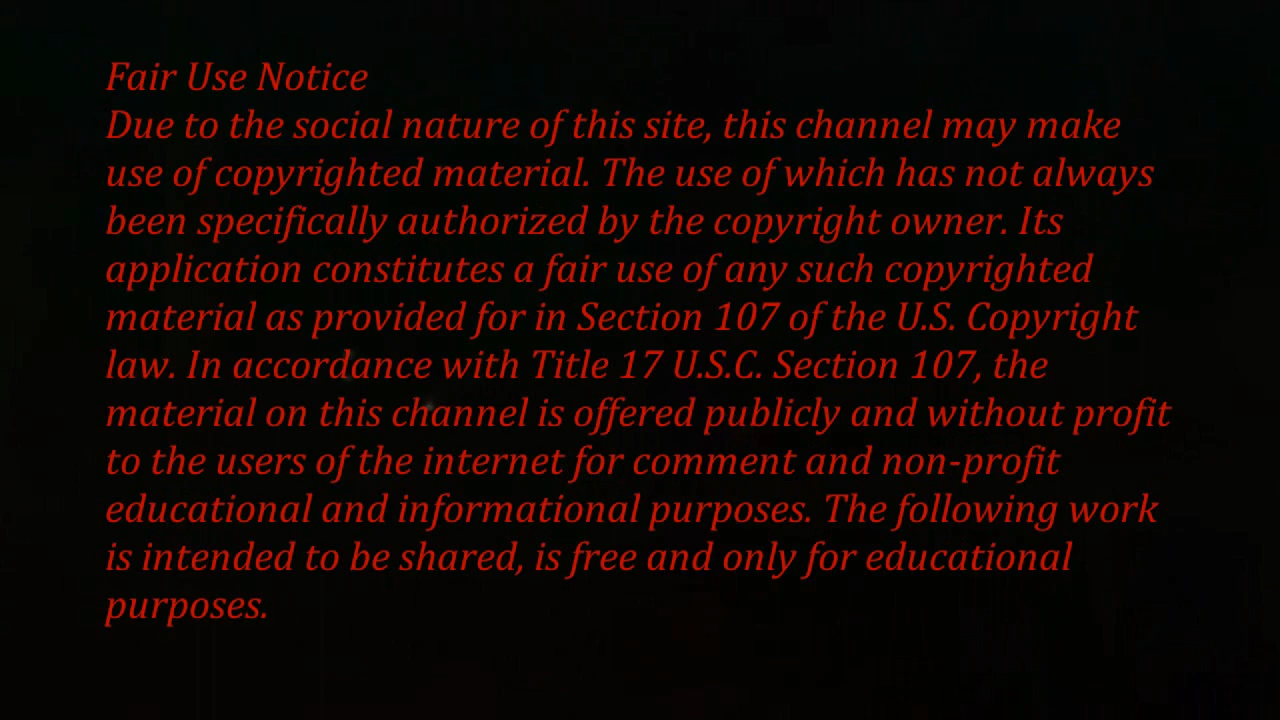 Fair Use Notice
Due to the social nature of this site, this channel may make
use of copyrighted material. The use of which has not always
been specifically authorized by the copyright owner. Its
application constitutes a fair use of any such copyrighted
material as provided for in Section 107 of the U.S. Copyright
law. In accordance with Title 17 U.S.C. Section 107, the
material on this channel is offered publicly and without profit
to the users of the internet for comment and non-profit
educational and informational purposes. The following work
is intended to be shared, is free and only for educational
purposes.